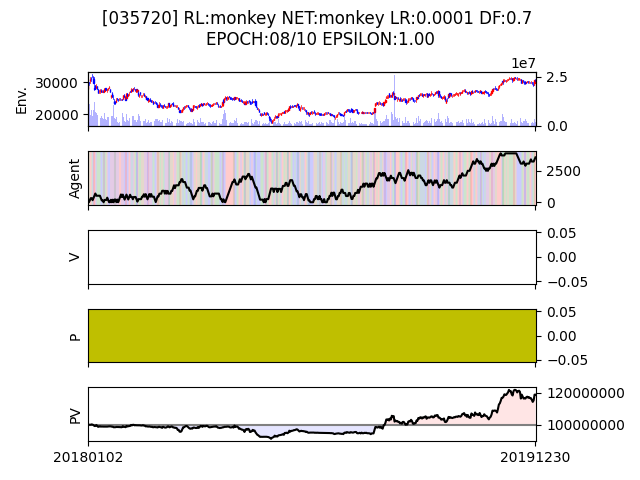 [035720] RL:monkey NET:monkey LR:0.0001 DF:0.7
EPOCH:08/10 EPSILON:1.00
1e7
Env.
30000
20000
2.5
0.0
Agent
2500
0
V
0.05
0.00
−0.05
P
0.05
0.00
−0.05
PV
120000000
100000000
20180102
20191230